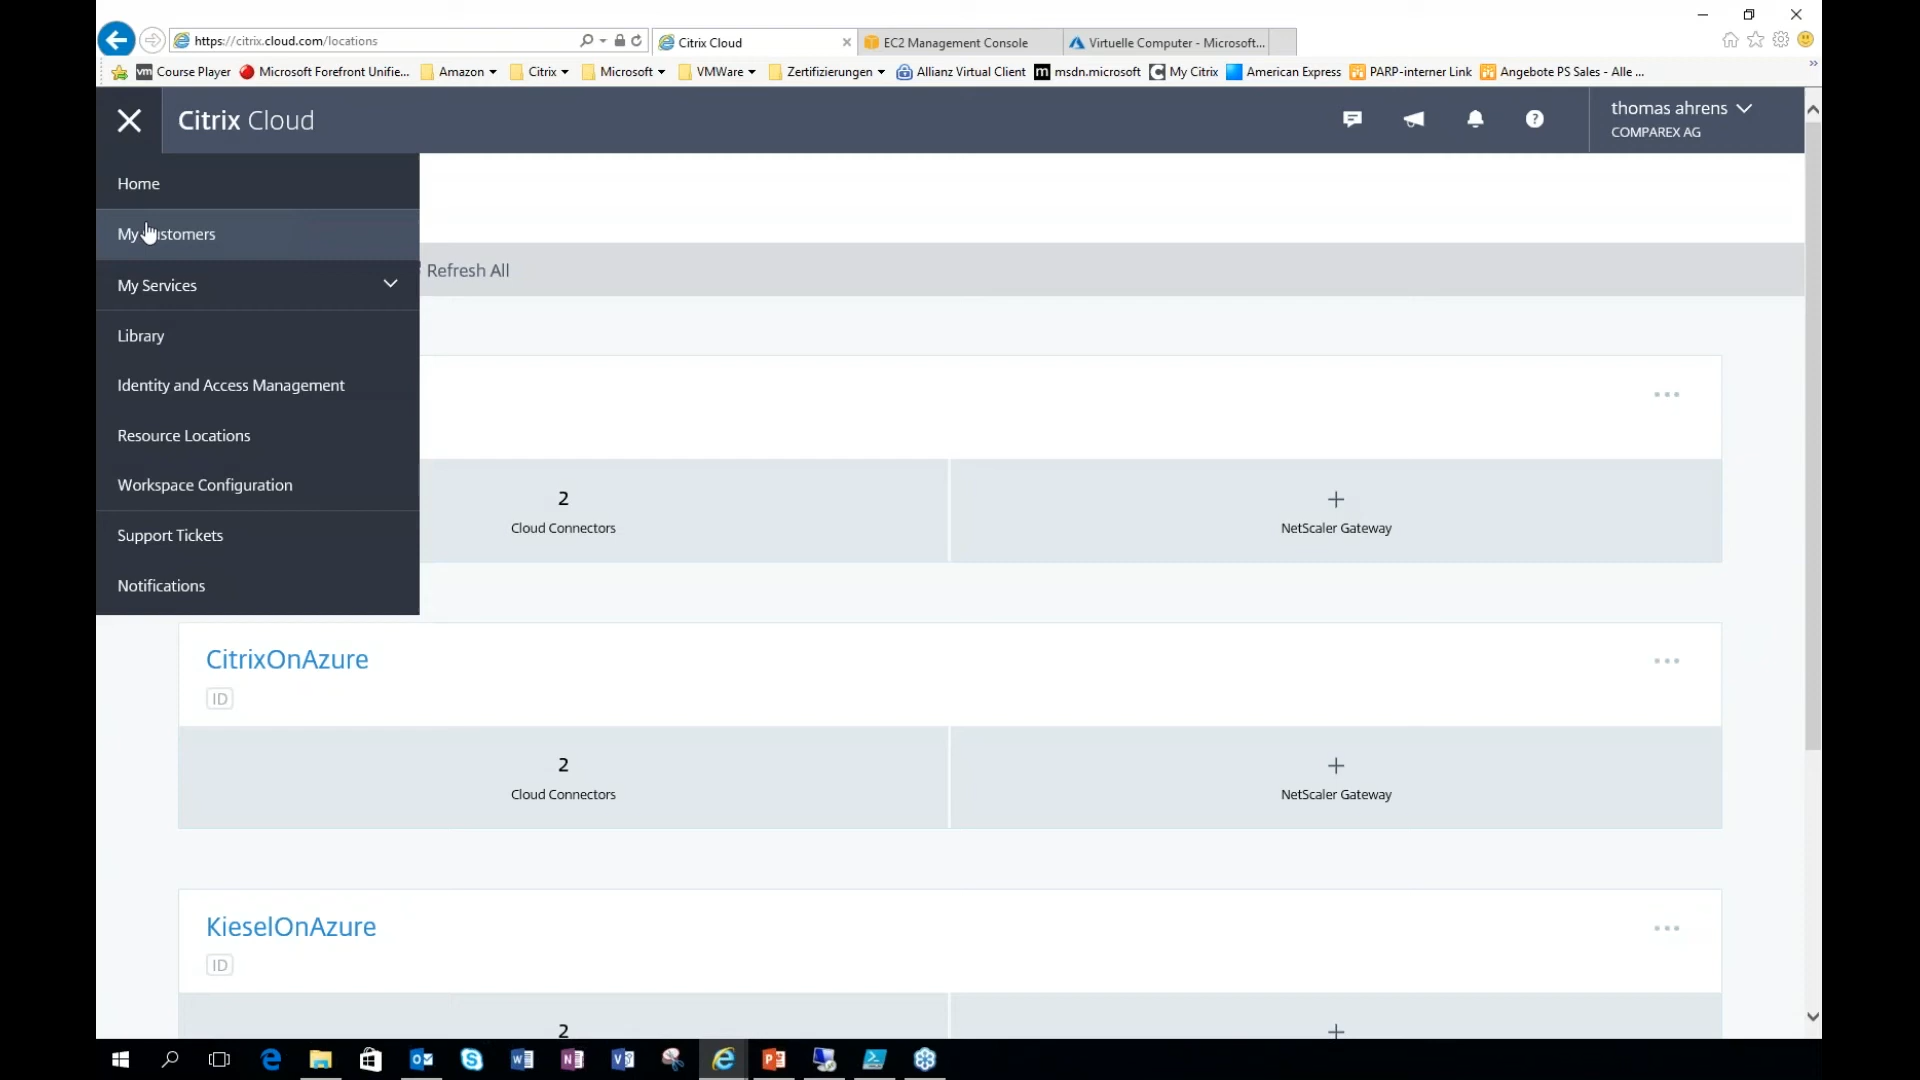 https://citrix.cloud.com/locations
Citrix Cloud
EC2 Management Console
Virtuelle Computer - Microsoft...
Course Player
Microsoft Forefront Unifie...
Amazon
Citrix
Microsoft
VMWare
Zertifizierungen
Allianz Virtual Client
msdn.microsoft
My Citrix
American Express
PARP-interner Link
Angebote PS Sales - Alle ...
Citrix Cloud
thomas ahrens
COMPAREX AG
Home
My Customers
My Services
Refresh All
Library
Identity and Access Management
Resource Locations
Workspace Configuration
Support Tickets
Notifications
2
Cloud Connectors
NetScaler Gateway
CitrixOnAzure
ID
2
Cloud Connectors
NetScaler Gateway
KieselOnAzure
ID
2